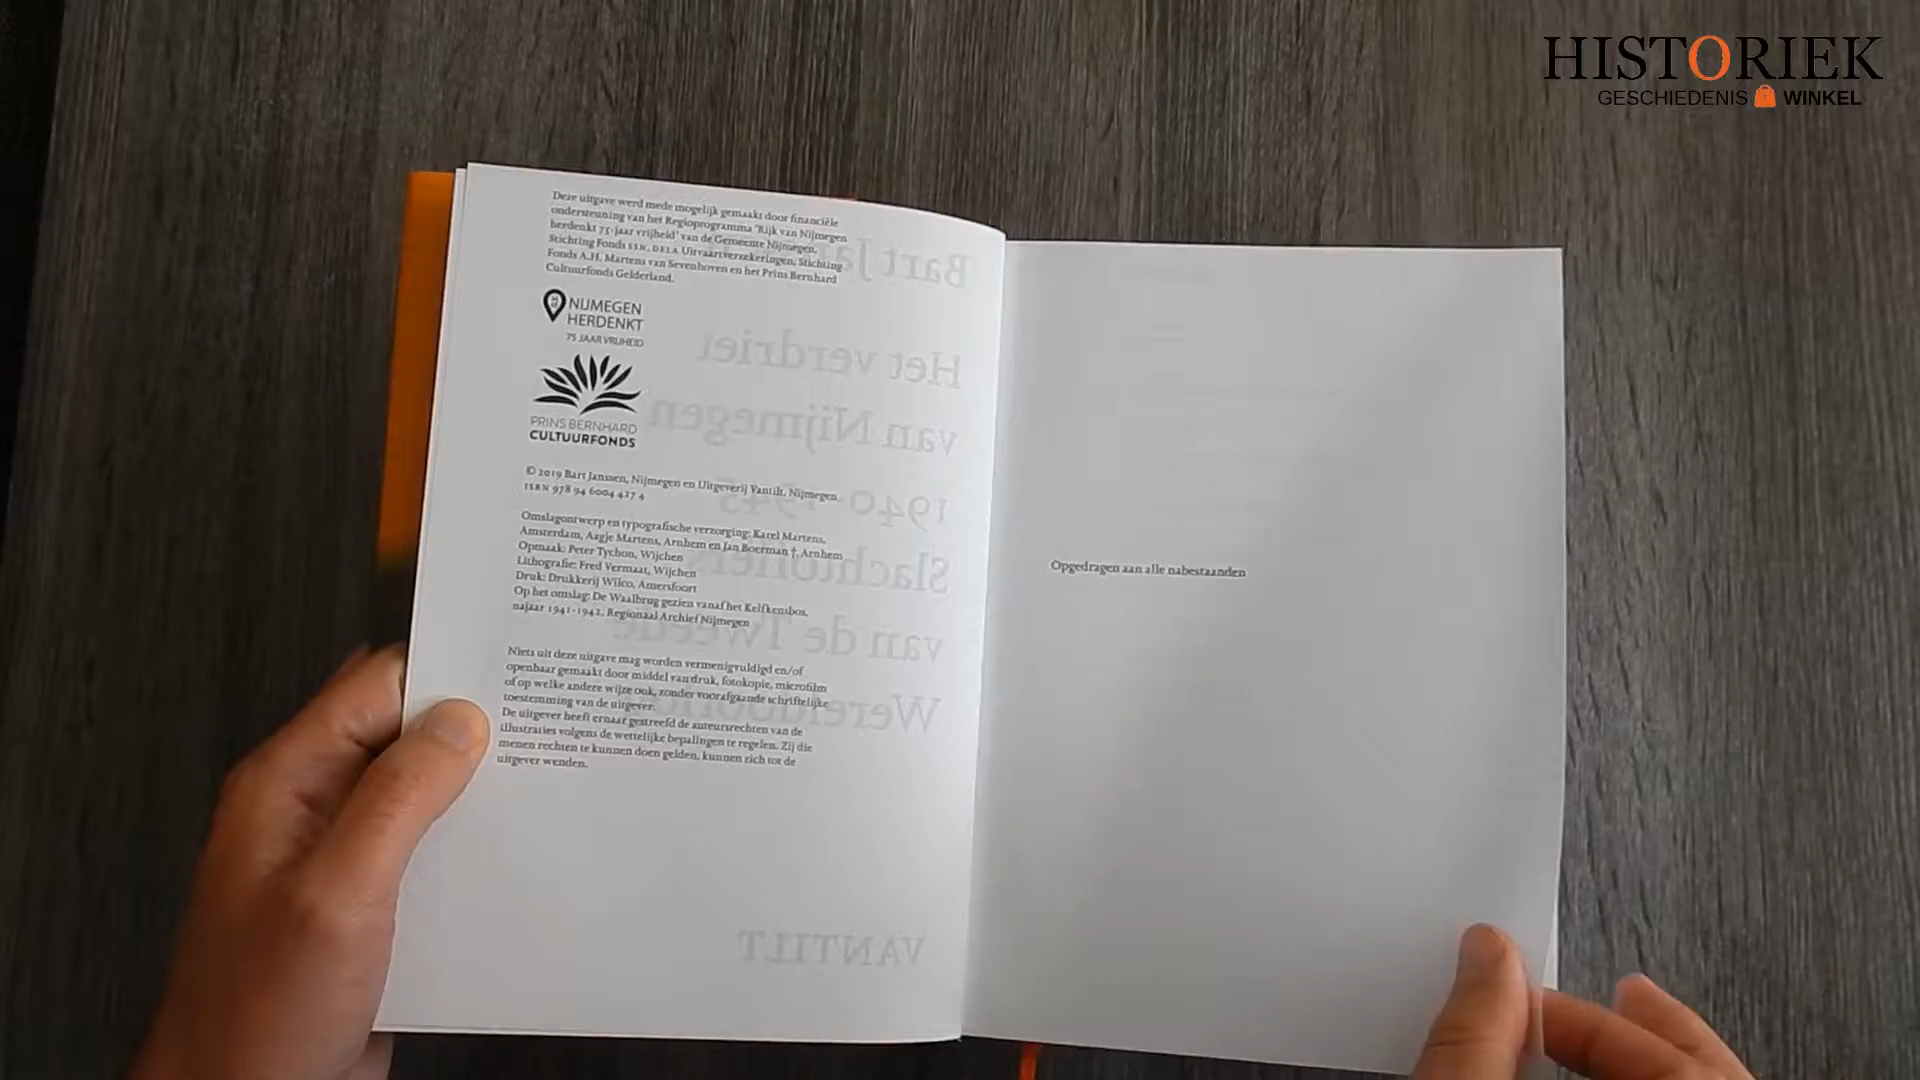 HISTORIEK
GESCHIEDENIS WINKEL
Deze uitgave werd mede mogelijk gemaakt door financiële
ondersteuning van het Regioprogramma 'Rijk van Nijmegen
herdenkt 75-jaar vrijheid' van de Gemeente Nijmegen,
Stichting Fonds SSN, DELA Uitvaartverzekeringen, Stichting
Fonds A.H. Martens van Sevenhoven en het Prins Bernhard
Cultuurfonds Gelderland.
NIJMEGEN
HERDENKT
75 JAAR VRIJHEID
PRINS BERNHARD
CULTUURFONDS
© 2019 Bart Janssen, Nijmegen en Uitgeverij Vantilt, Nijmegen
ISBN 978 94 6004 427 4
Omslagontwerp en typografische verzorging: Karel Martens,
Amsterdam, Aagje Martens, Arnhem en Jan Boerman †, Arnhem
Opmaak: Peter Tychon, Wijchen
Lithografie: Fred Vermaat, Wijchen
Druk: Drukkerij Wilco, Amersfoort
Op het omslag: De Waalbrug gezien vanaf het Kelfkensbos,
najaar 1941-1942, Regionaal Archief Nijmegen
Niets uit deze uitgave mag worden vermenigvuldigd en/of
openbaar gemaakt door middel van druk, fotokopie, microfilm
of op welke andere wijze ook, zonder voorafgaande schriftelijke
toestemming van de uitgever.
De uitgever heeft ernaar gestreefd de auteursrechten van de
illustraties volgens de wettelijke bepalingen te regelen. Zij die
menen rechten te kunnen doen gelden, kunnen zich tot de
uitgever wenden.
Opgedragen aan alle nabestaanden